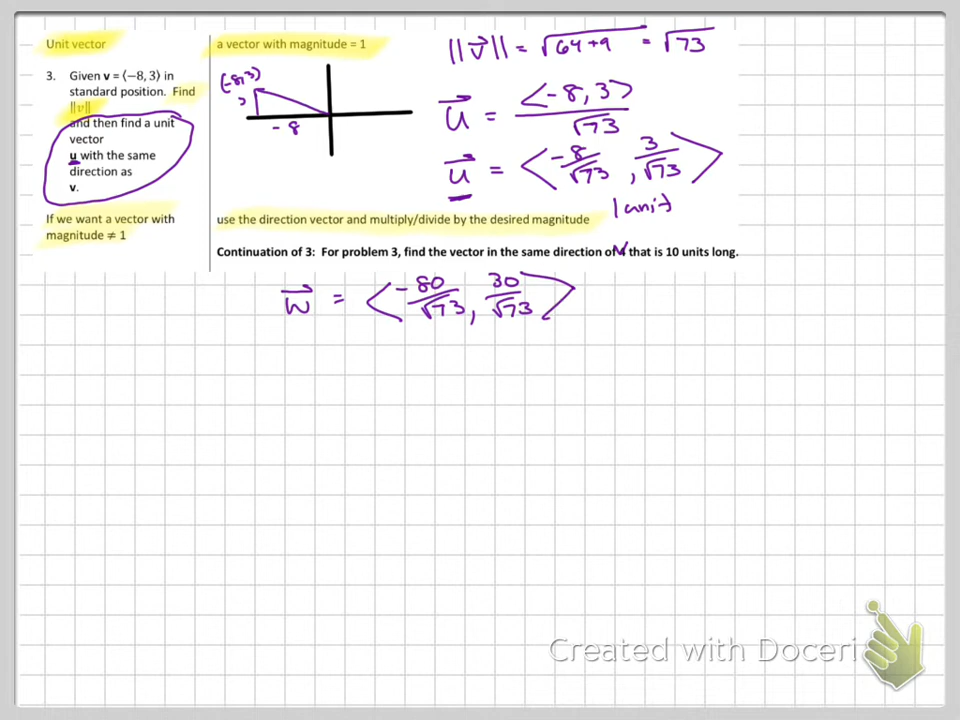 Unit vector
a vector with magnitude = 1
||v⃗|| = √64+9 = √73
3. Given v = ⟨−8, 3⟩ in
standard position. Find
||v||
and then find a unit
vector
u with the same
direction as
v.
(-8,3)
3
-8
u⃗ = <-8,3> / √73
u⃗ = < -8/√73 , 3/√73 >
1 unit
If we want a vector with
magnitude ≠ 1
use the direction vector and multiply/divide by the desired magnitude
Continuation of 3: For problem 3, find the vector in the same direction of v that is 10 units long.
w⃗ = < -80/√73 , 30/√73 >
Created with Doceri